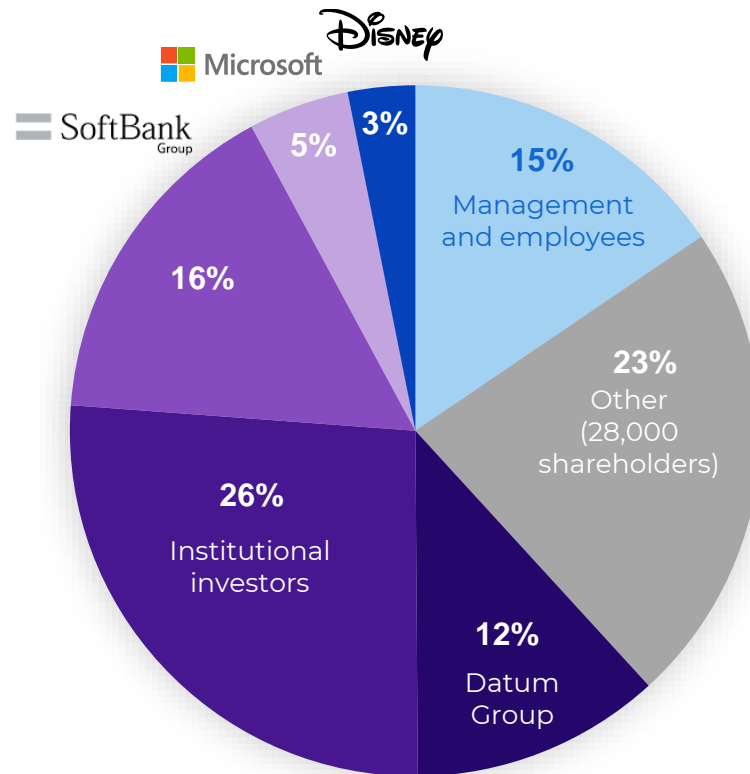 Disney
Microsoft
SoftBank
Group
3%
5%
15%
Management
and employees
16%
23%
Other
(28,000
shareholders)
26%
Institutional
investors
12%
Datum
Group